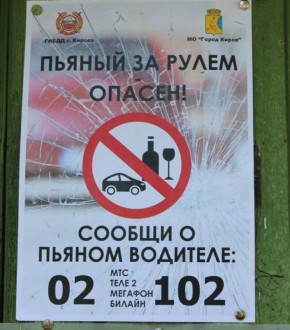 ГИБДД г. Кирова
МО "Город Киров"
ПЬЯНЫЙ ЗА РУЛЕМ
ОПАСЕН!
СООБЩИ О
ПЬЯНОМ ВОДИТЕЛЕ:
02
МТС
ТЕЛЕ 2
МЕГАФОН
БИЛАЙН
102